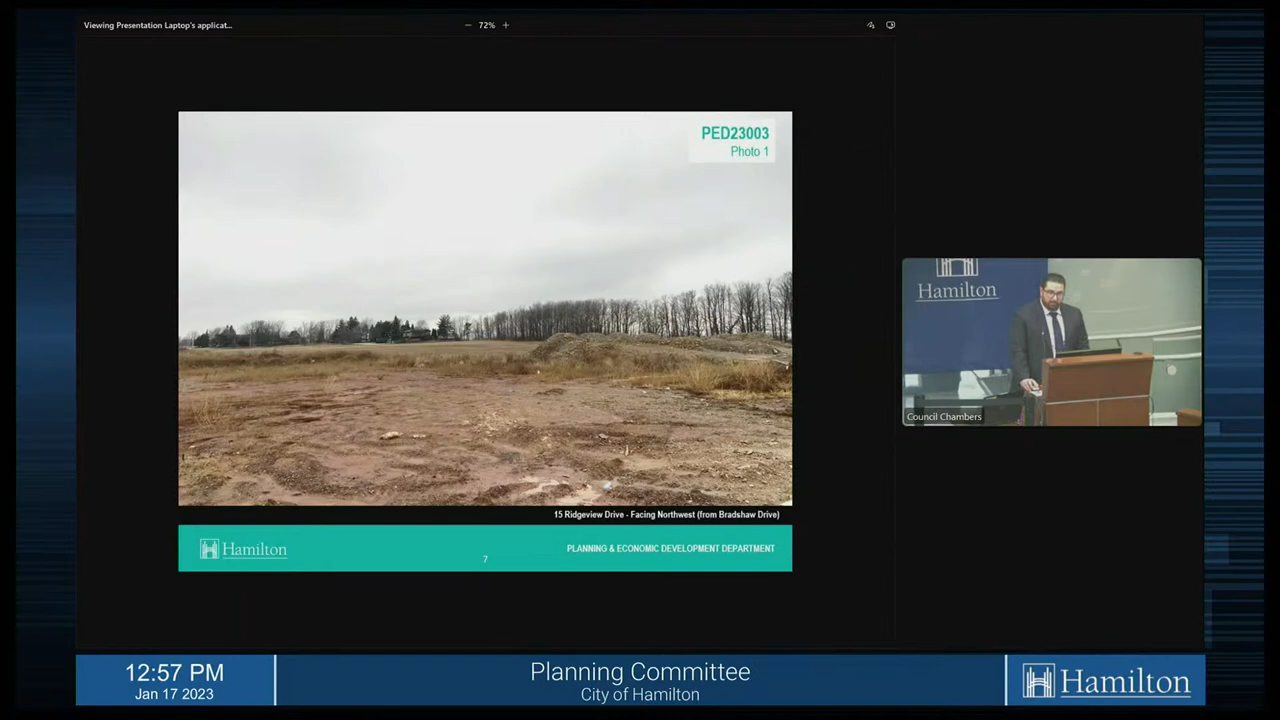 Viewing Presentation Laptop's applicat...
72%
PED23003
Photo 1
Hamilton
Council Chambers
15 Ridgeview Drive - Facing Northwest (from Bradshaw Drive)
Hamilton
7
PLANNING & ECONOMIC DEVELOPMENT DEPARTMENT
12:57 PM
Jan 17 2023
Planning Committee
City of Hamilton
Hamilton